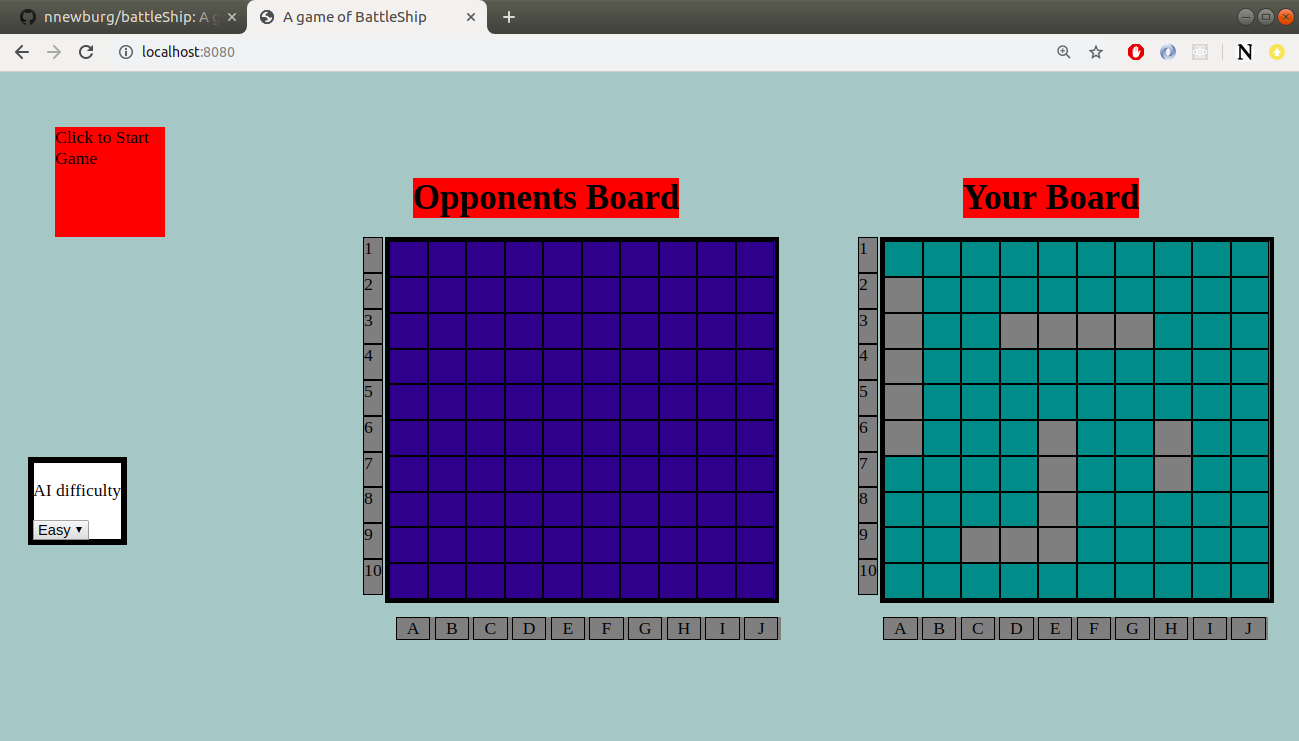 nnewburg/battleShip: A g
A game of BattleShip
localhost:8080
N
Click to Start
Game
Opponents Board
Your Board
1
2
3
4
5
6
7
8
9
10
A B C D E F G H I J
1
2
3
4
5
6
7
8
9
10
A B C D E F G H I J
AI difficulty
Easy